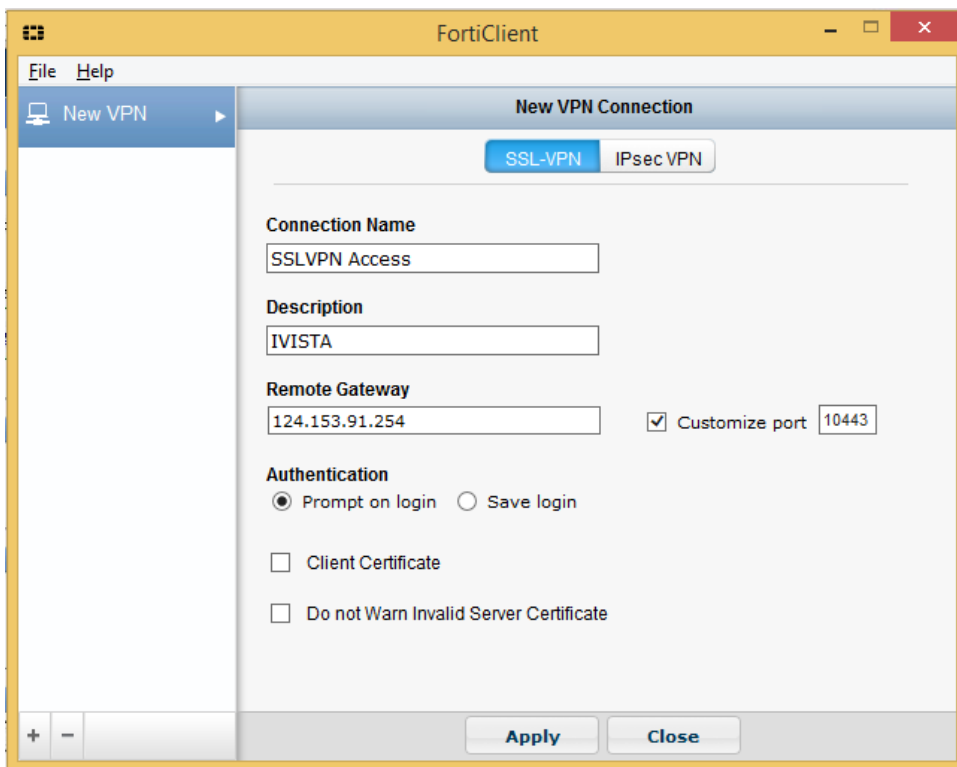 FortiClient
File Help
New VPN
New VPN Connection
SSL-VPN IPsec VPN
Connection Name
SSLVPN Access
Description
IVISTA
Remote Gateway
124.153.91.254 Customize port 10443
Authentication
Prompt on login Save login
Client Certificate
Do not Warn Invalid Server Certificate
Apply Close